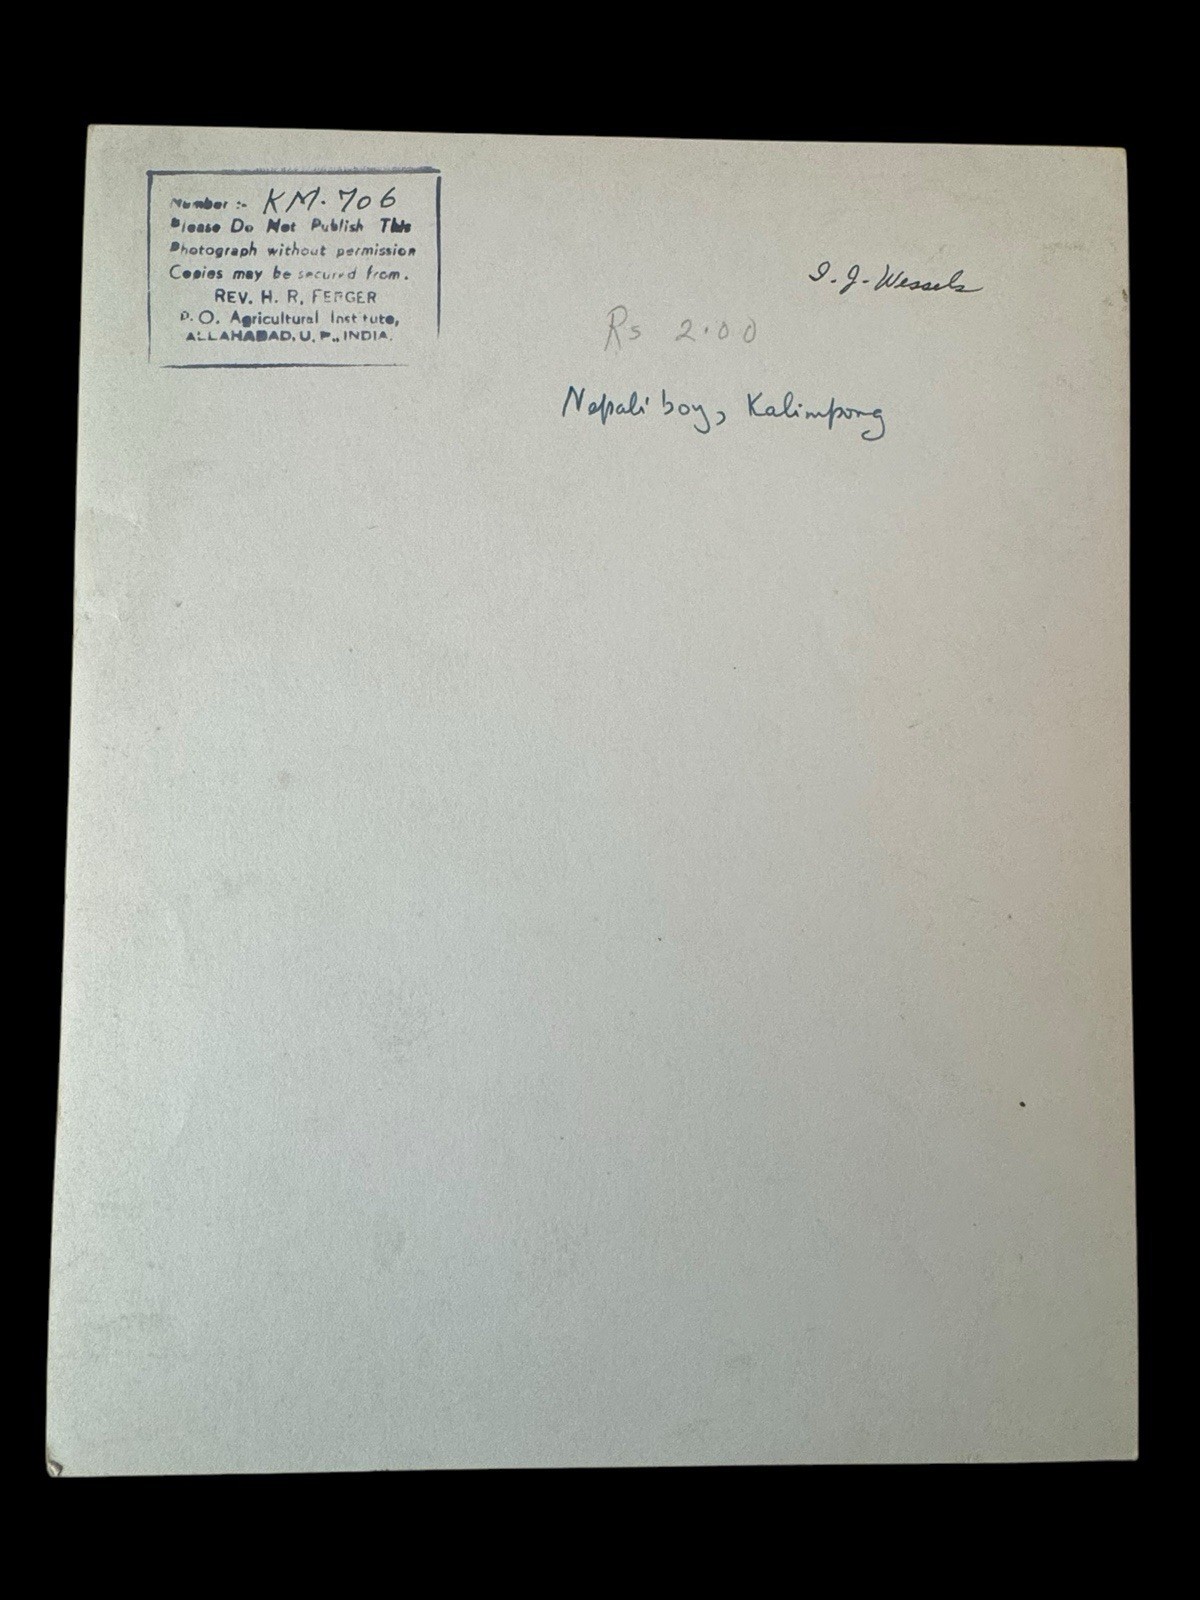 Number :- KM-706
Please Do Not Publish This
Photograph without permission
Copies may be secured from.
REV. H. R. FERGER
P. O. Agricultural Institute,
ALLAHABAD, U. P., INDIA.
I. J. Wessels
Rs 2.00
Nepali boy, Kalimpong